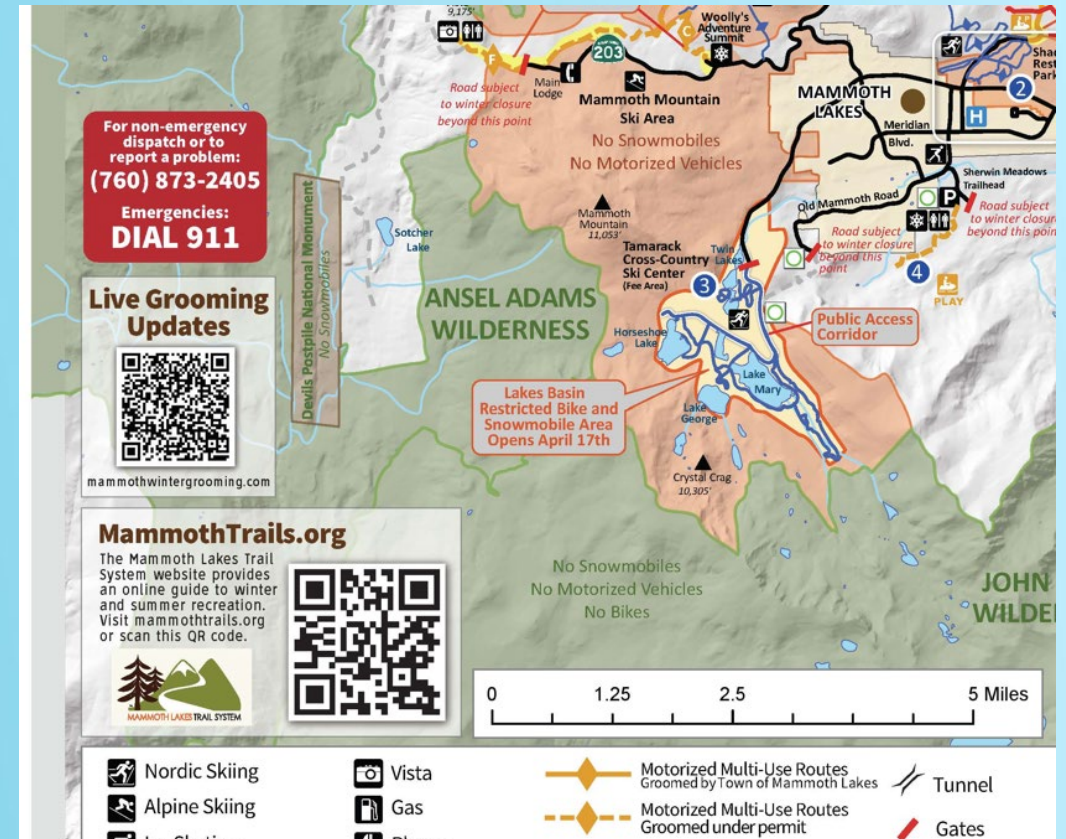 9,175'
Woolly's
Adventure
Summit
C
F
203
Main
Lodge
Road subject
to winter closure
beyond this point
Mammoth Mountain
Ski Area
No Snowmobiles
No Motorized Vehicles
MAMMOTH
LAKES
2
H
Meridian
Blvd.
Old Mammoth Road
P
Sherwin Meadows
Trailhead
Road subject
to winter closure
beyond this point
Road subject
to winter closure
beyond this
point
4
PLAY
For non-emergency
dispatch or to
report a problem:
(760) 873-2405
Emergencies:
DIAL 911
Devils Postpile National Monument
No Snowmobiles
Sotcher
Lake
Mammoth
Mountain
11,053'
Tamarack
Cross-Country
Ski Center
(Fee Area)
Twin
Lakes
3
ANSEL ADAMS
WILDERNESS
Horseshoe
Lake
Public Access
Corridor
Lake
Mary
Lakes Basin
Restricted Bike and
Snowmobile Area
Opens April 17th
Lake
George
Crystal Crag
10,305'
Live Grooming
Updates
mammothwintergrooming.com
MammothTrails.org
The Mammoth Lakes Trail
System website provides
an online guide to winter
and summer recreation.
Visit mammothtrails.org
or scan this QR code.
MAMMOTH LAKES TRAIL SYSTEM
No Snowmobiles
No Motorized Vehicles
No Bikes
JOHN
0 1.25 2.5 5 Miles
Nordic Skiing
Alpine Skiing
Vista
Gas
Motorized Multi-Use Routes
Groomed by Town of Mammoth Lakes
Motorized Multi-Use Routes
Groomed under permit
Tunnel
Gates